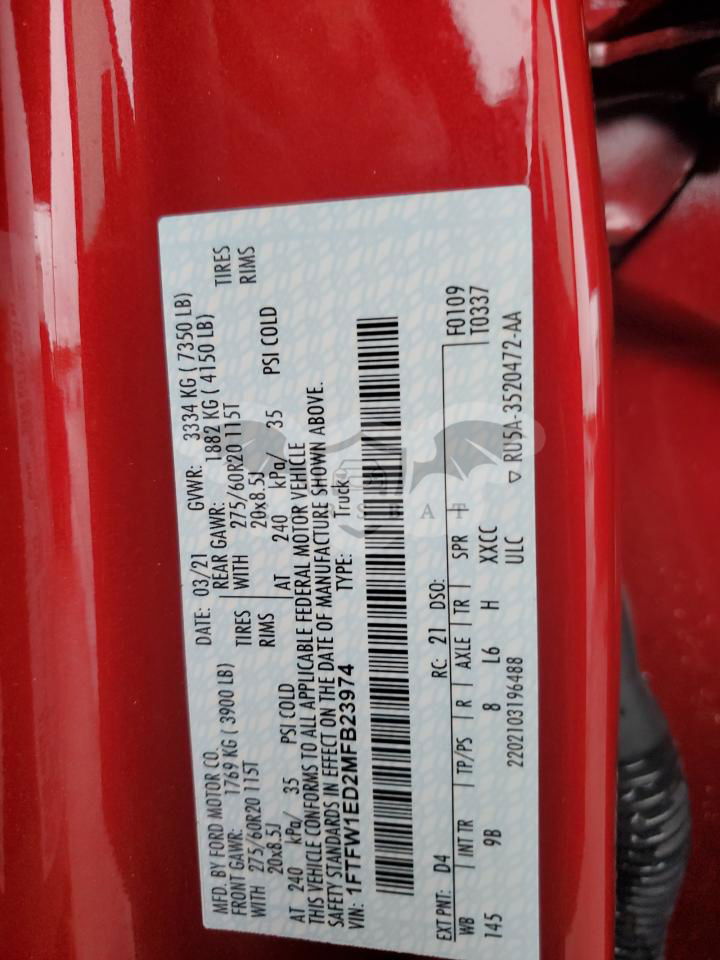 MFD. BY FORD MOTOR CO.
DATE: 03/21 GVWR: 3334 KG ( 7350 LB)
FRONT GAWR: 1769 KG ( 3900 LB) REAR GAWR: 1882 KG ( 4150 LB)
WITH 275/60R20 115T TIRES WITH 275/60R20 115T TIRES
20x8.5J RIMS 20x8.5J RIMS
AT 240 kPa/ 35 PSI COLD AT 240 kPa/ 35 PSI COLD
THIS VEHICLE CONFORMS TO ALL APPLICABLE FEDERAL MOTOR VEHICLE
SAFETY STANDARDS IN EFFECT ON THE DATE OF MANUFACTURE SHOWN ABOVE.
VIN: 1FTFW1ED2MFB23974 TYPE: Truck
EXT PNT: D4 RC: 21 DSO: F0109
WB | INT TR | TP/PS | R | AXLE | TR | SPR T0337
145 9B 8 L6 H XXCC
2202103196488 ULC ▽ RU5A-3520472-AA